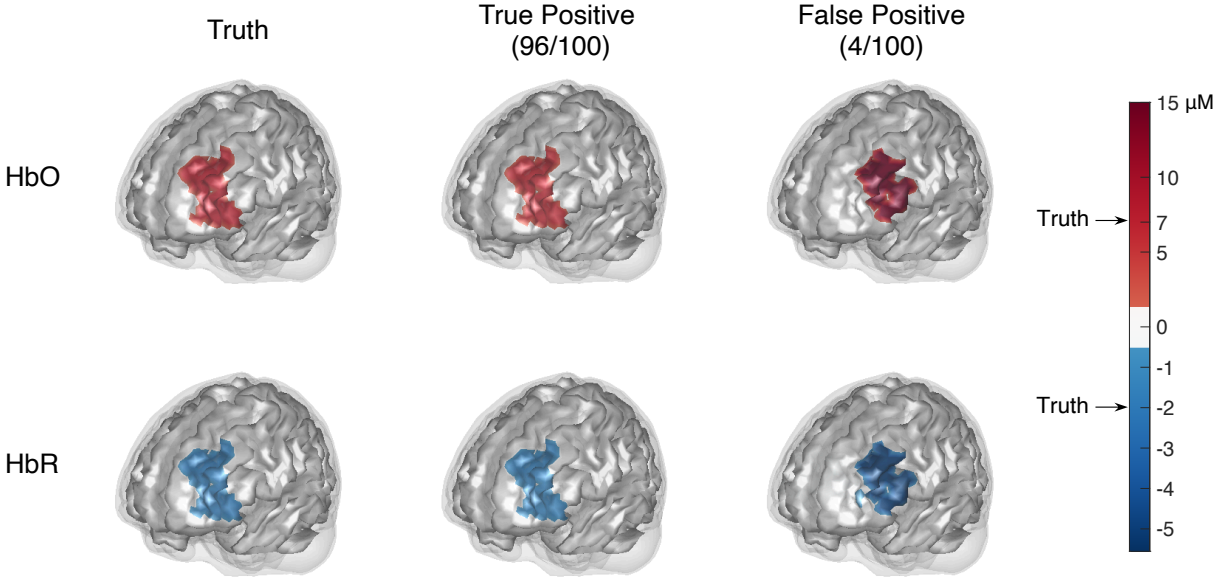 Truth
True Positive
(96/100)
False Positive
(4/100)
HbO
HbR
15 µM
10
Truth
7
5
0
-1
Truth
-2
-3
-4
-5